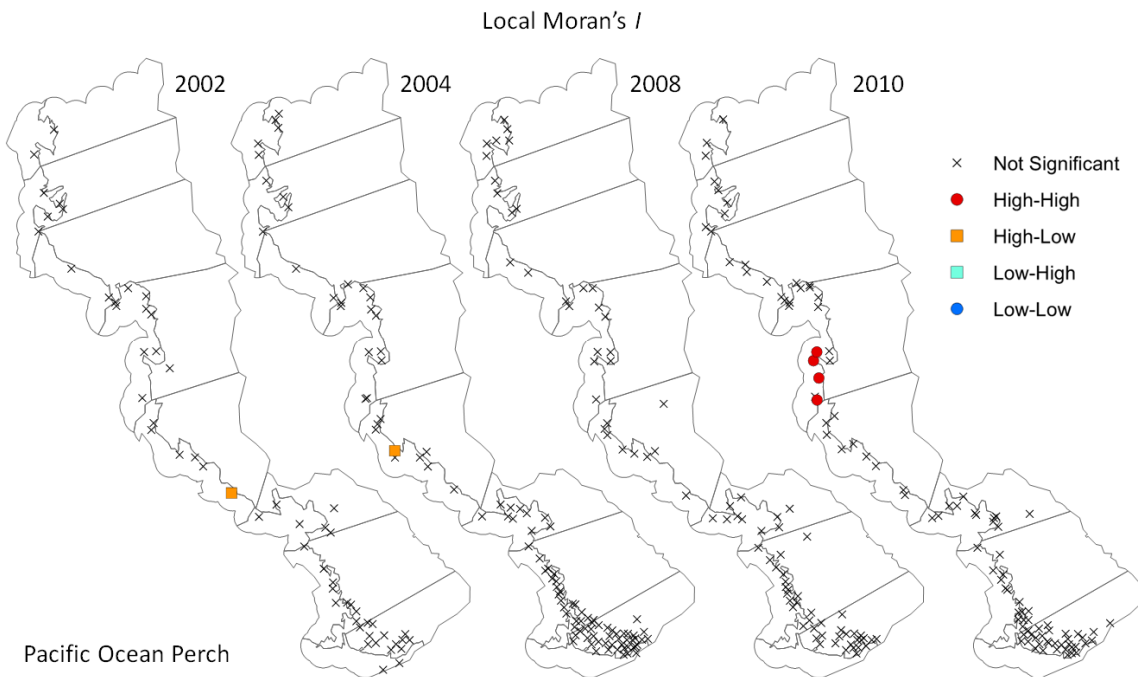 Local Moran’s I
2002
2004
2008
2010
Not Significant
High-High
High-Low
Low-High
Low-Low
Pacific Ocean Perch